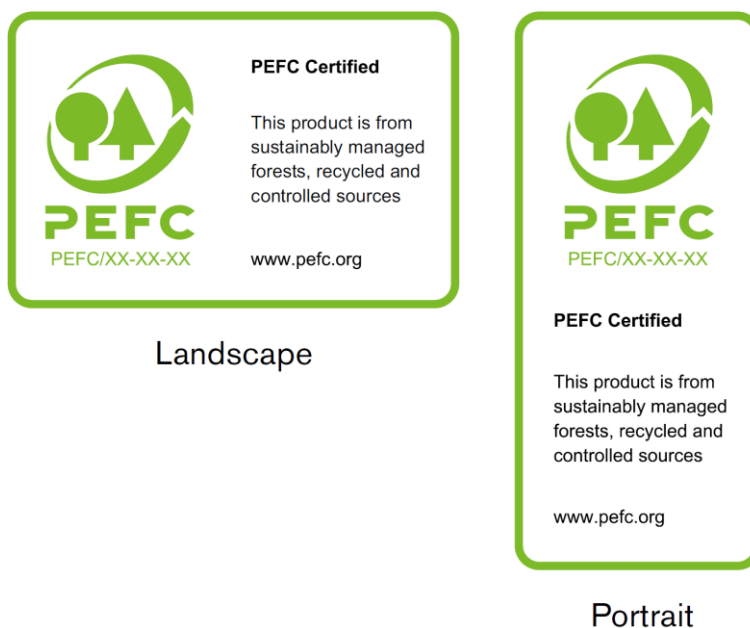 PEFC
PEFC/XX-XX-XX
PEFC Certified
This product is from
sustainably managed
forests, recycled and
controlled sources
www.pefc.org
Landscape
PEFC
PEFC/XX-XX-XX
PEFC Certified
This product is from
sustainably managed
forests, recycled and
controlled sources
www.pefc.org
Portrait